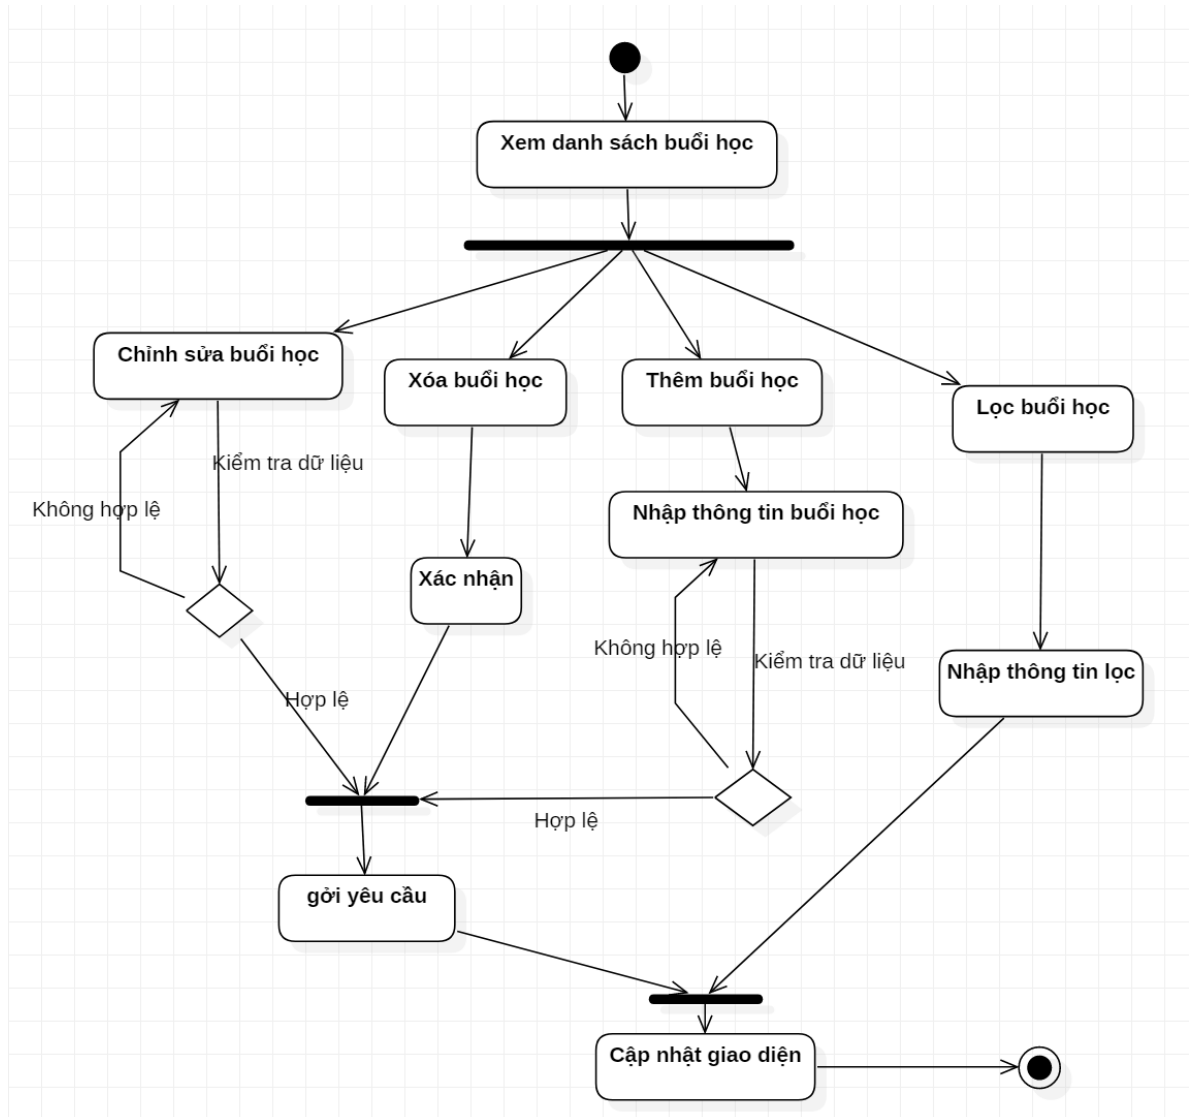 Xem danh sách buổi học
Chỉnh sửa buổi học
Xóa buổi học
Thêm buổi học
Lọc buổi học
Kiểm tra dữ liệu
Không hợp lệ
Nhập thông tin buổi học
Xác nhận
Không hợp lệ
Kiểm tra dữ liệu
Nhập thông tin lọc
Hợp lệ
Hợp lệ
gởi yêu cầu
Cập nhật giao diện